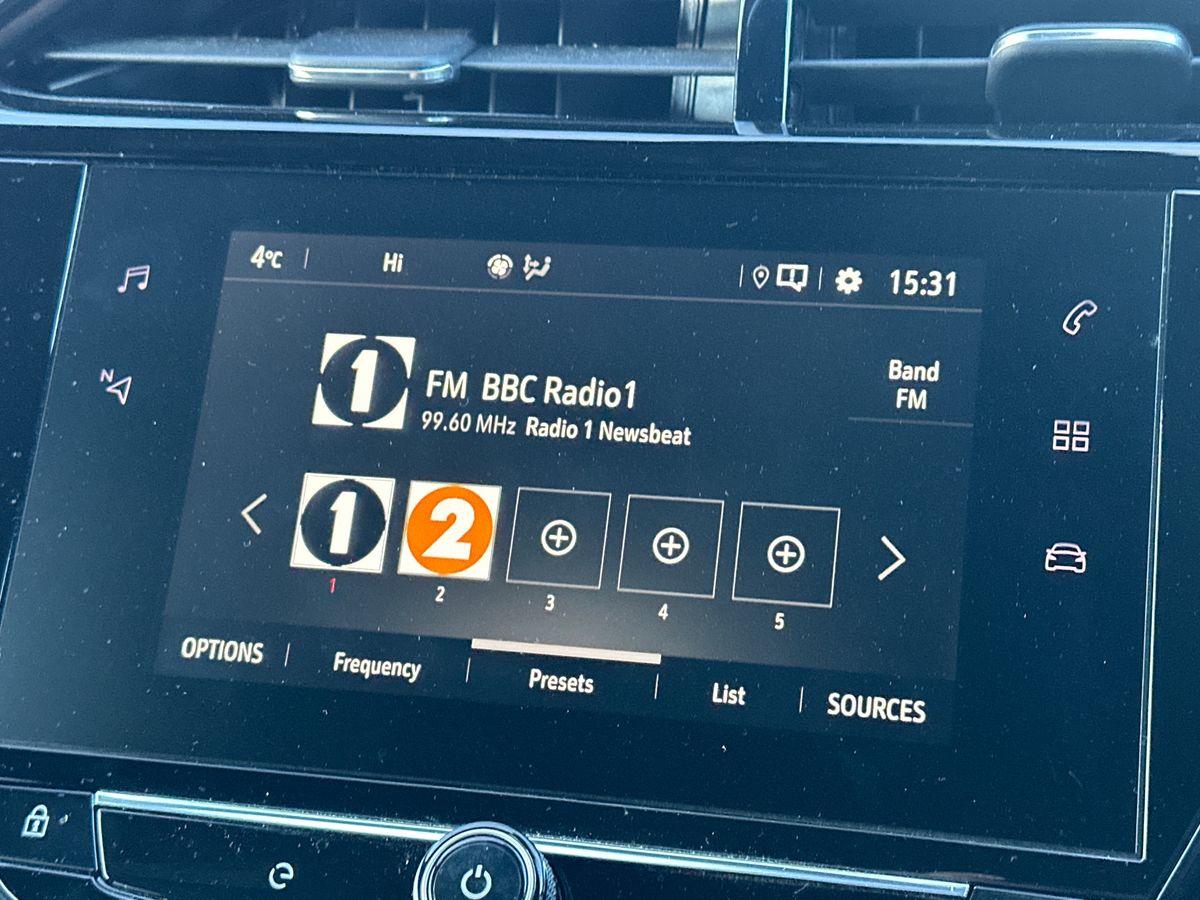 4°C Hi 15:31
N
1 FM BBC Radio1
99.60 MHz Radio 1 Newsbeat
Band
FM
1 2
1 2 3 4 5
OPTIONS Frequency Presets List SOURCES